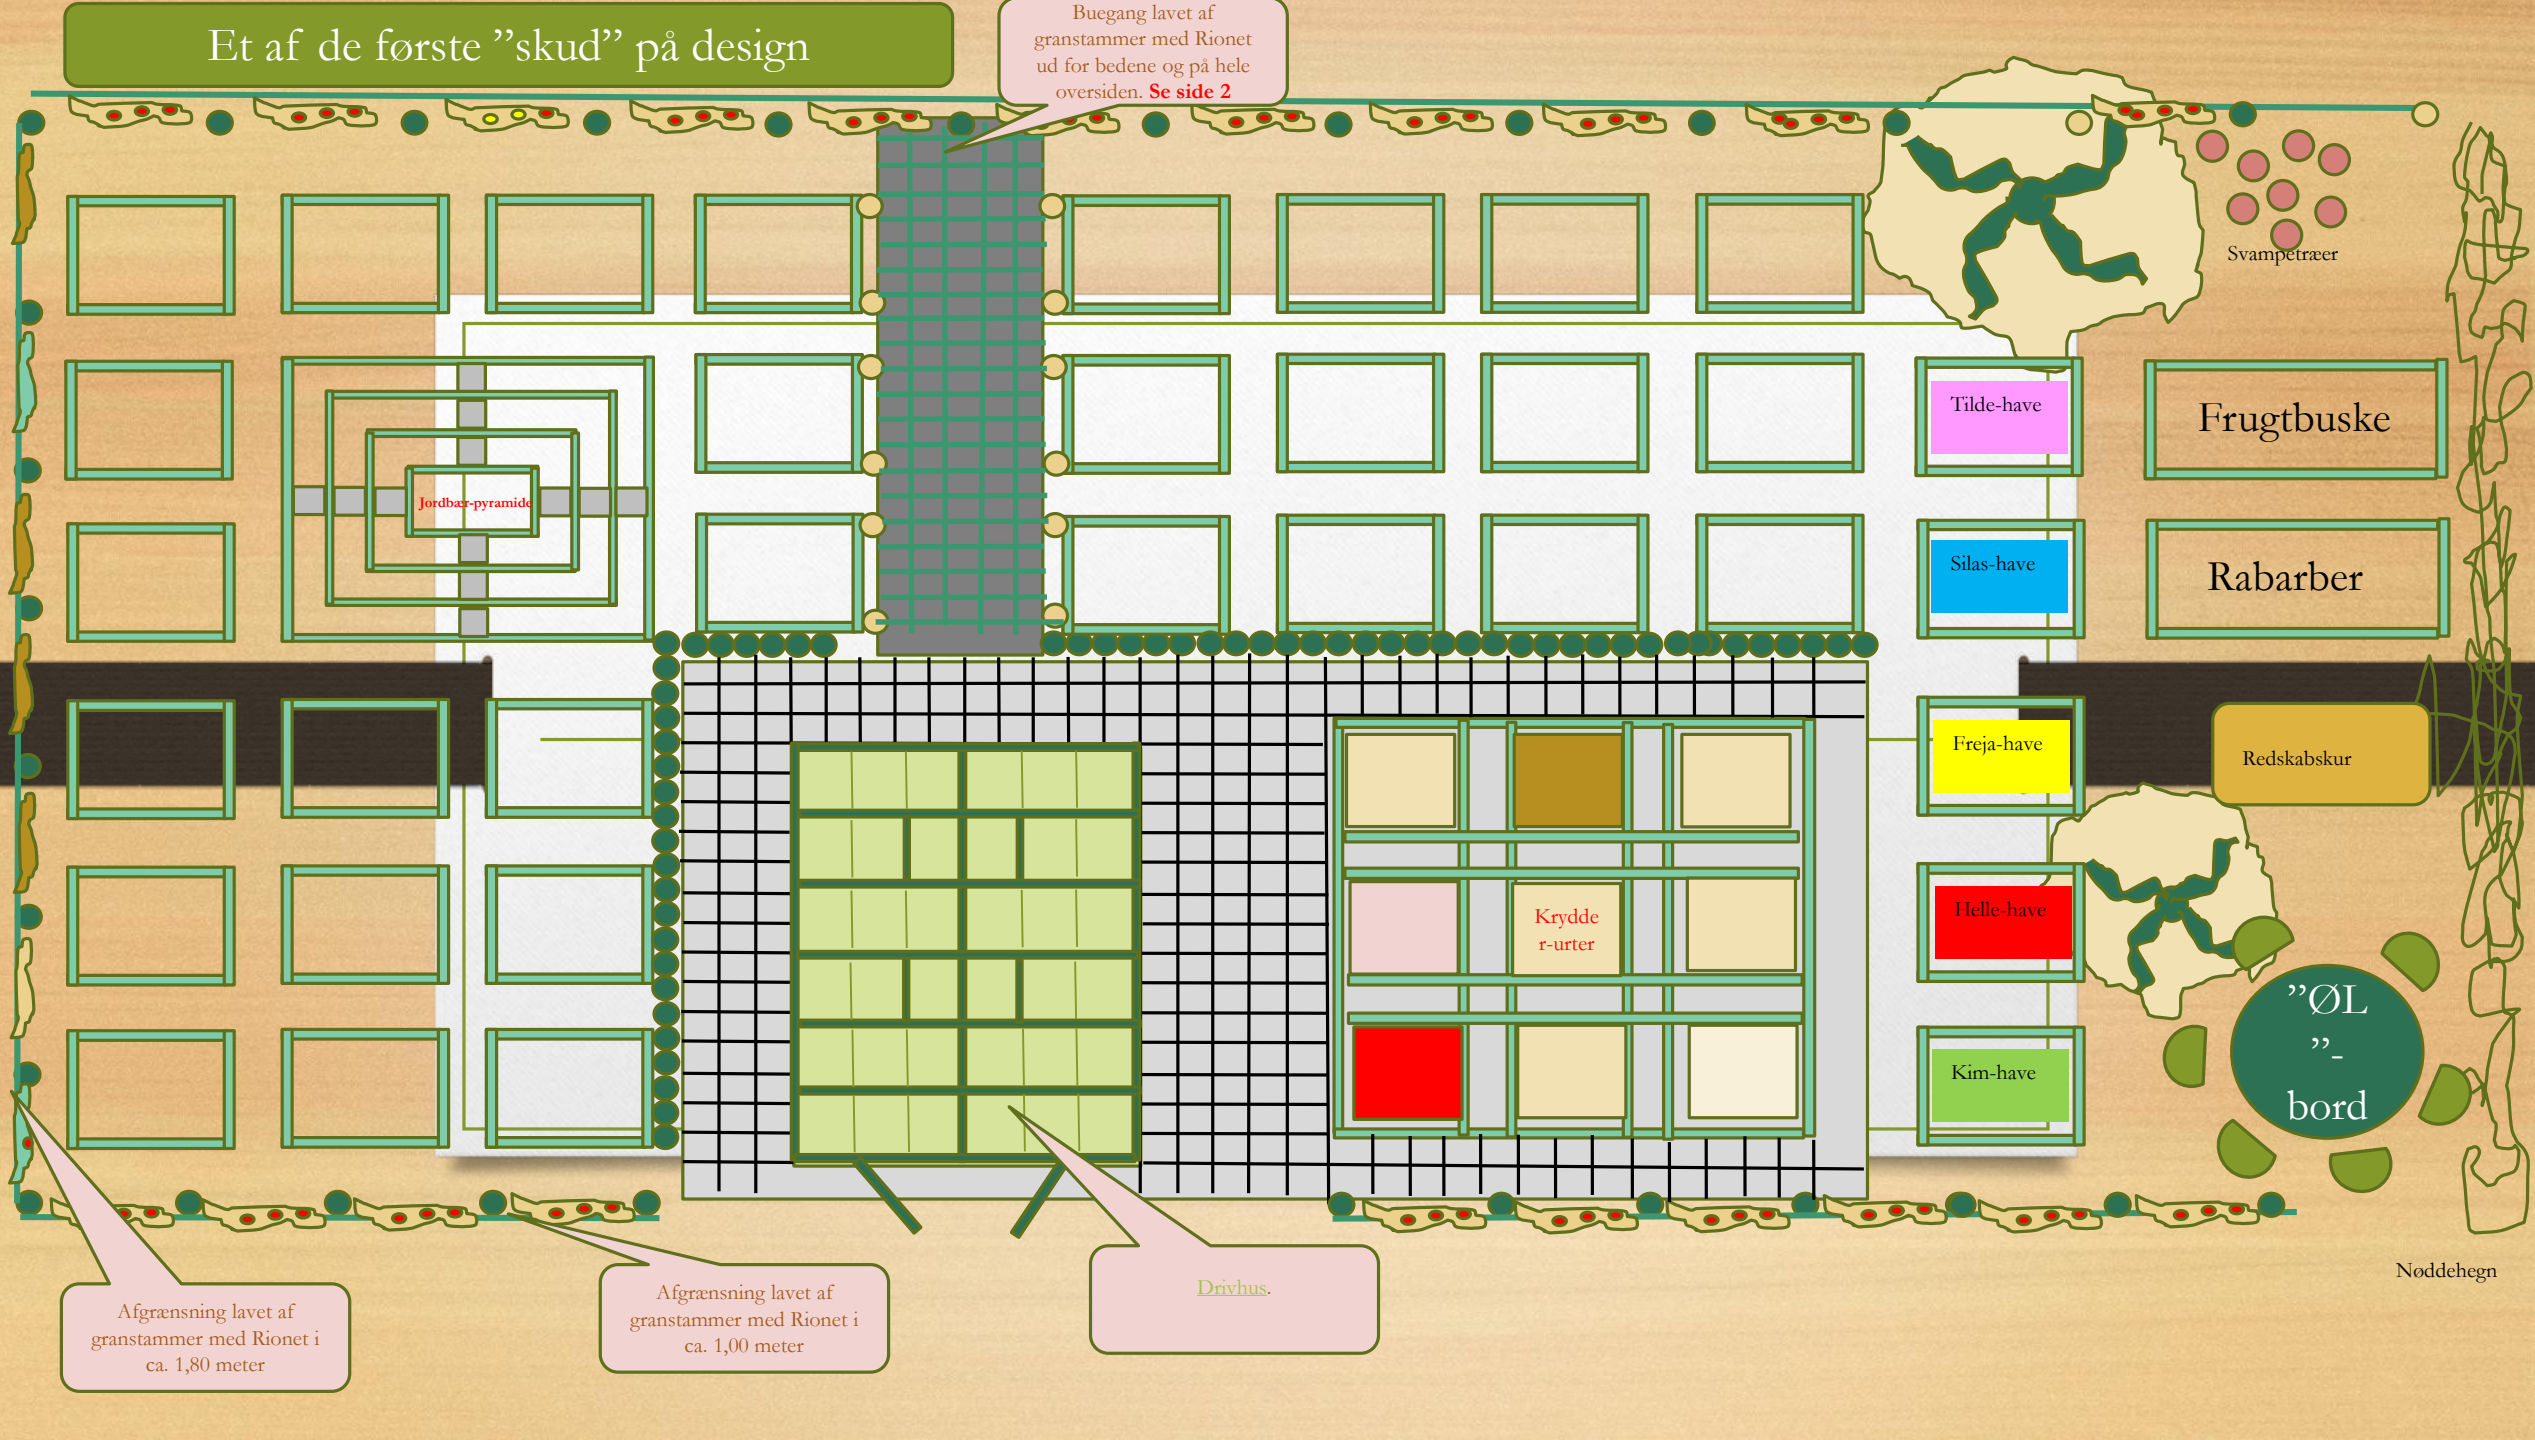 Et af de første ”skud” på design
Buegang lavet af
granstammer med Rionet
ud for bedene og på hele
oversiden. Se side 2
Svampetræer
Tilde-have
Frugtbuske
Jordbær-pyramide
Silas-have
Rabarber
Freja-have
Redskabskur
Krydde
r-urter
Helle-have
”ØL
”-
bord
Kim-have
Nøddehegn
Drivhus.
Afgrænsning lavet af
granstammer med Rionet i
ca. 1,00 meter
Afgrænsning lavet af
granstammer med Rionet i
ca. 1,80 meter